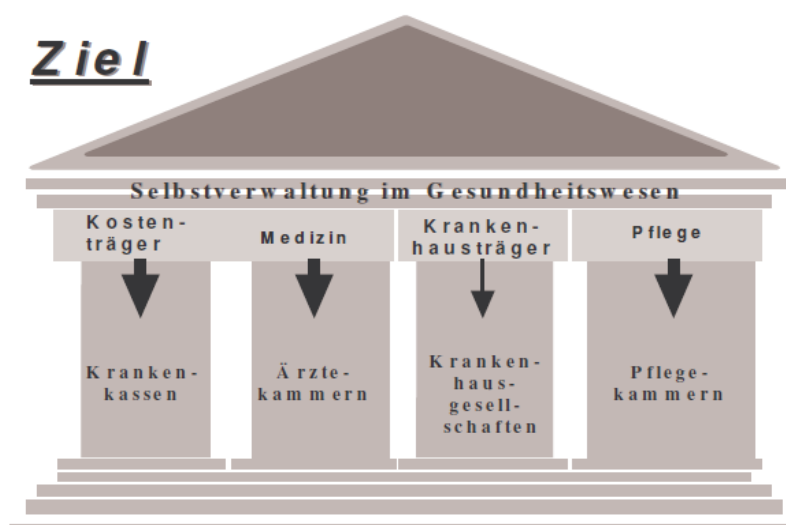 Ziel
Selbstverwaltung im Gesundheitswesen
Kosten-
träger
Medizin
Kranken-
hausträger
Pflege
Kranken-
kassen
Ärzte-
kammern
Kranken-
haus-
gesell-
schaften
Pflege-
kammern